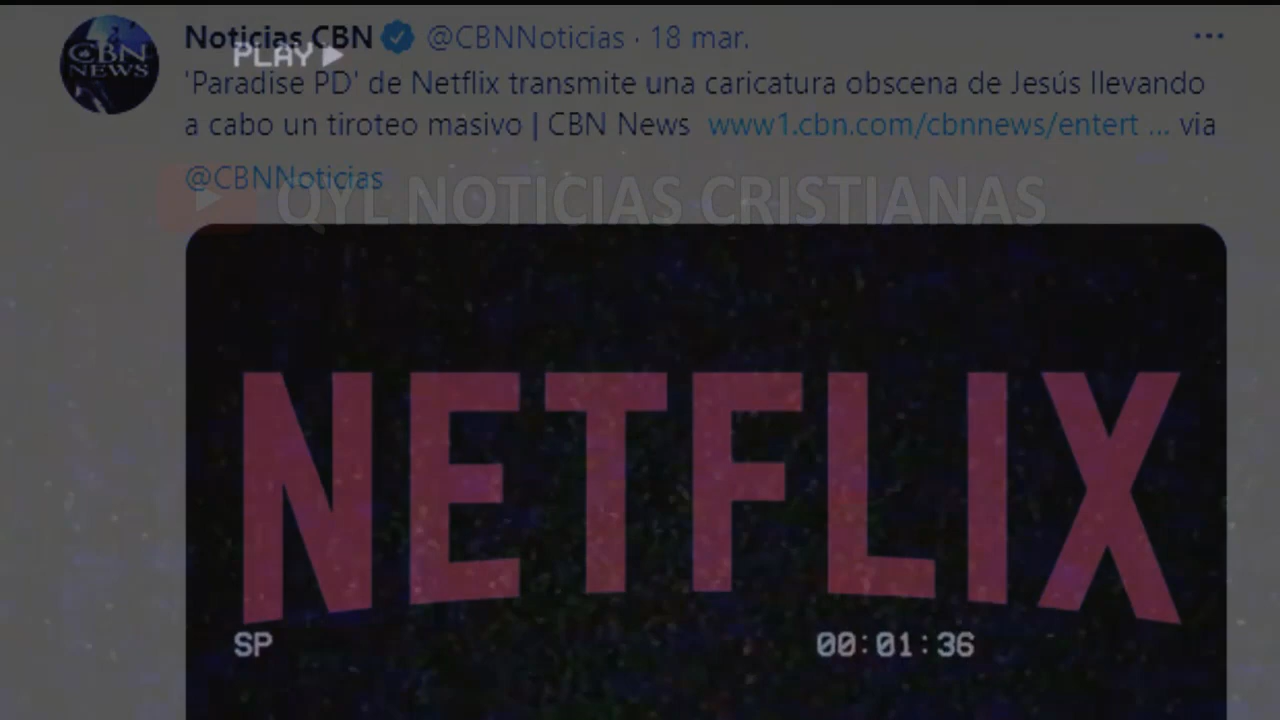 CBN
NEWS
Noticias CBN @CBNNoticias · 18 mar.
PLAY
'Paradise PD' de Netflix transmite una caricatura obscena de Jesús llevando
a cabo un tiroteo masivo | CBN News www1.cbn.com/cbnnews/entert ... via
@CBNNoticias
QYL NOTICIAS CRISTIANAS
NETFLIX
SP 00:01:36